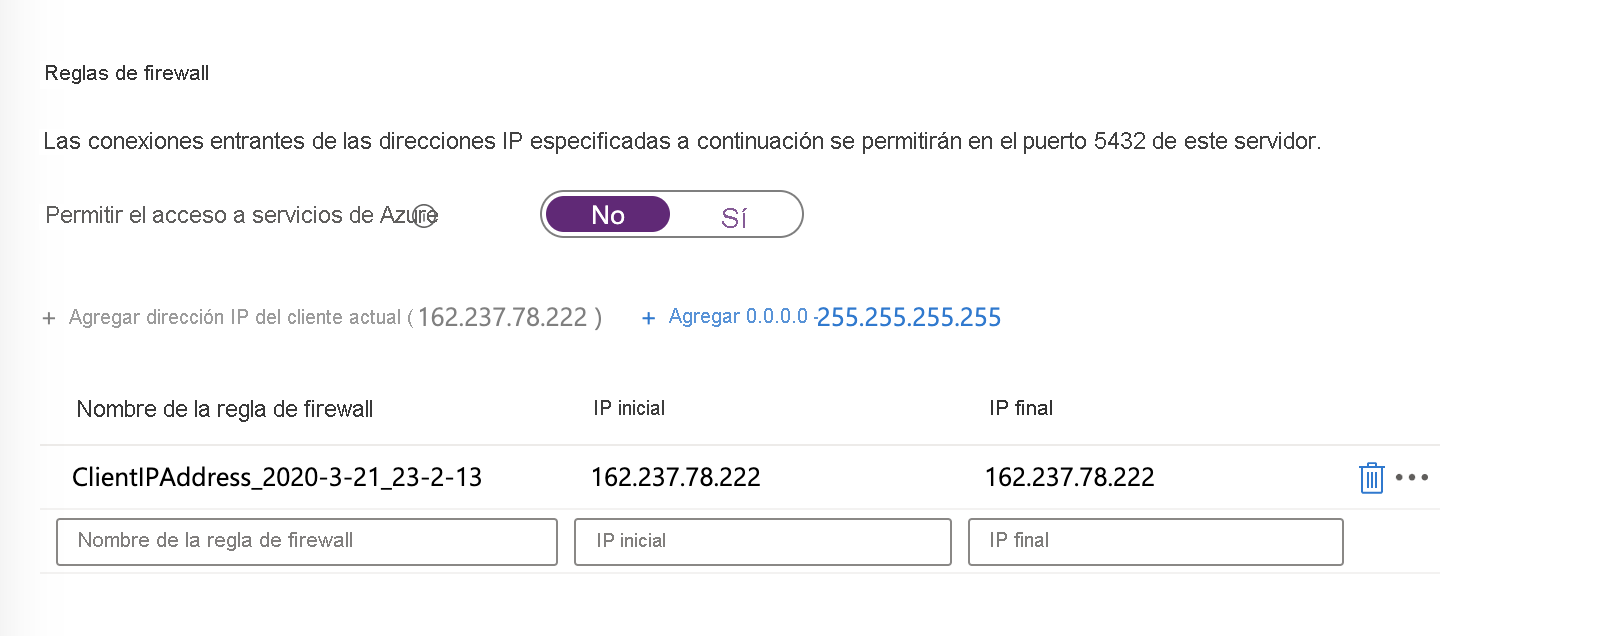 Reglas de firewall
Las conexiones entrantes de las direcciones IP especificadas a continuación se permitirán en el puerto 5432 de este servidor.
Permitir el acceso a servicios de Azure
No Sí
+ Agregar dirección IP del cliente actual ( 162.237.78.222 ) + Agregar 0.0.0.0 -255.255.255.255
Nombre de la regla de firewall IP inicial IP final
ClientIPAddress_2020-3-21_23-2-13 162.237.78.222 162.237.78.222
Nombre de la regla de firewall IP inicial IP final